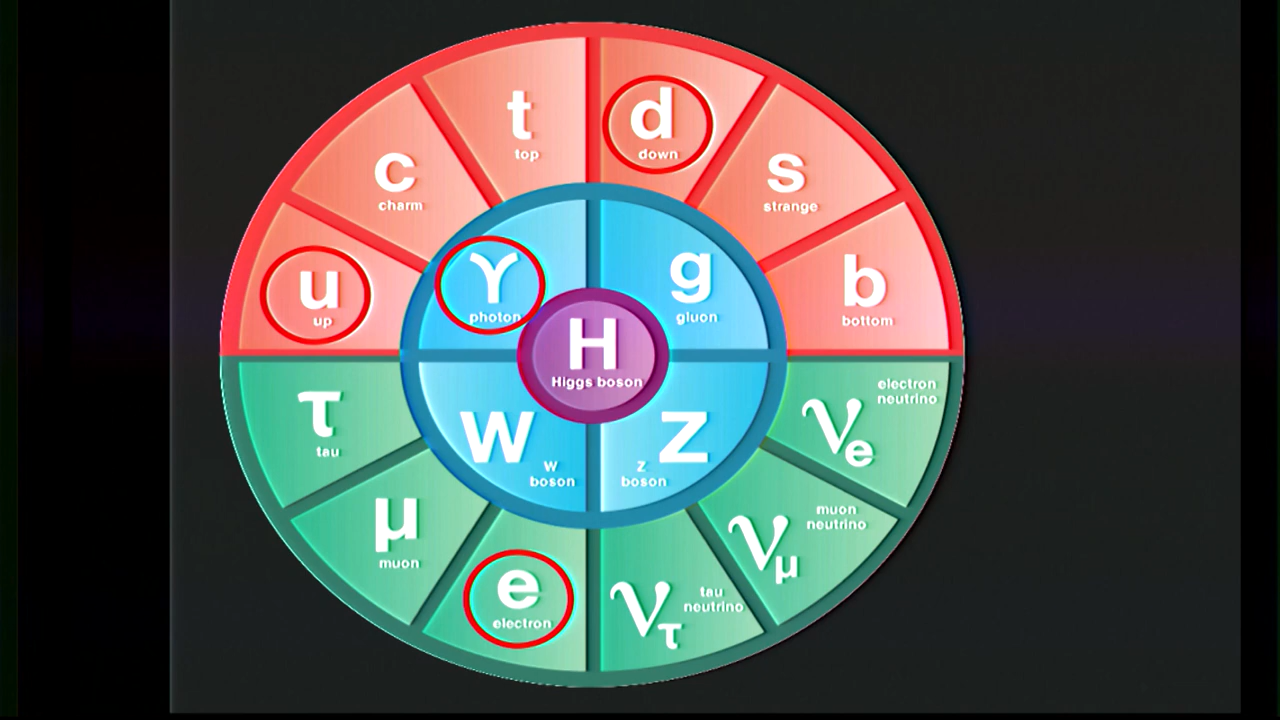 t
top
d
down
c
charm
s
strange
u
up
b
bottom
γ
photon
g
gluon
H
Higgs boson
W
W
boson
Z
Z
boson
τ
tau
μ
muon
e
electron
ντ
tau
neutrino
νμ
muon
neutrino
νe
electron
neutrino